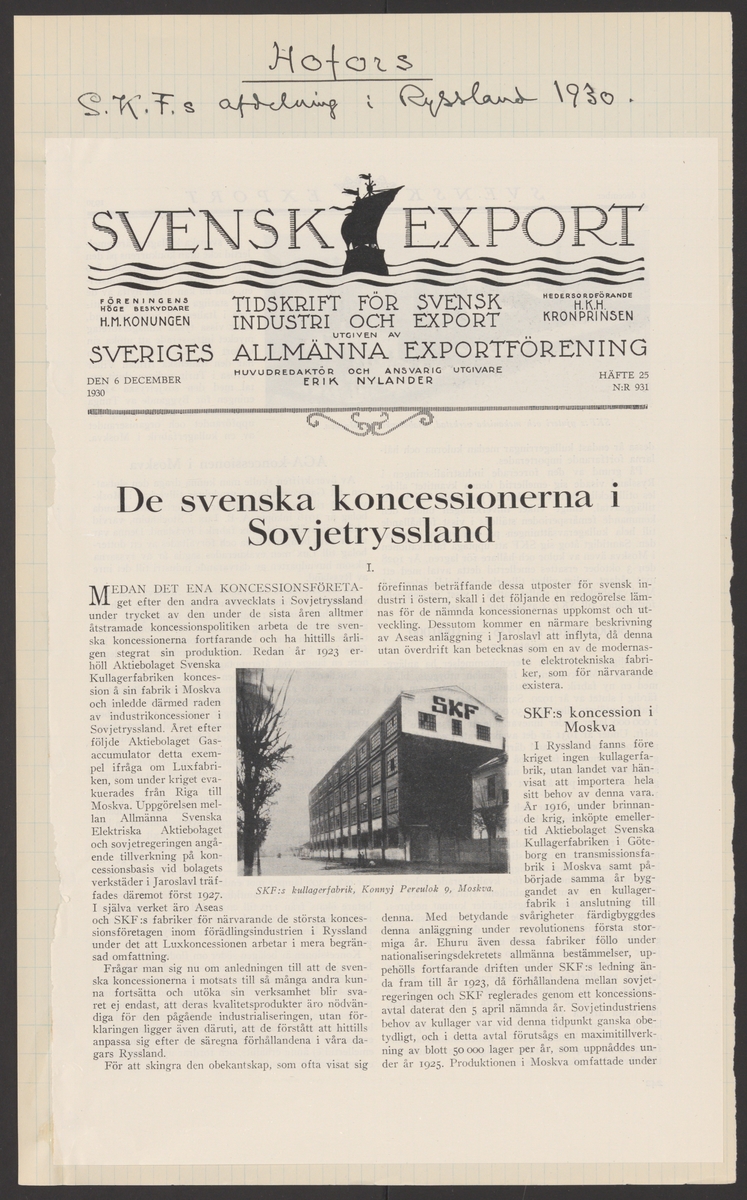 Hofors
S.K.F.s afdelning i Ryssland 1930.
SVENSK EXPORT
FÖRENINGENS
HÖGE BESKYDDARE
H.M.KONUNGEN
TIDSKRIFT FÖR SVENSK
INDUSTRI OCH EXPORT
UTGIVEN AV
HEDERSORDFÖRANDE
H.K.H.
KRONPRINSEN
SVERIGES ALLMÄNNA EXPORTFÖRENING
HUVUDREDAKTÖR OCH ANSVARIG UTGIVARE
ERIK NYLANDER
DEN 6 DECEMBER
1930
HÄFTE 25
N:R 931
De svenska koncessionerna i
Sovjetryssland
I.
MEDAN DET ENA KONCESSIONSFÖRETA-
get efter den andra avvecklats i Sovjetryssland
under trycket av den under de sista åren alltmer
åtstramade koncessionspolitiken arbeta de tre sven-
ska koncessionerna fortfarande och ha hittills årli-
gen stegrat sin produktion. Redan år 1923 er-
höll Aktiebolaget Svenska
Kullagerfabriken konces-
sion å sin fabrik i Moskva
och inledde därmed raden
av industrikoncessioner i
Sovjetryssland. Året efter
följde Aktiebolaget Gas-
accumulator detta exem-
pel ifråga om Luxfabri-
ken, som under kriget eva-
kuerades från Riga till
Moskva. Uppgörelsen mel-
lan Allmänna Svenska
Elektriska Aktiebolaget
och sovjetregeringen angå-
ende tillverkning på kon-
cessionsbasis vid bolagets
verkstäder i Jaroslavl träf-
fades däremot först 1927.
I själva verket äro Aseas
och SKF:s fabriker för närvarande de största konces-
sionsföretagen inom förädlingsindustrien i Ryssland
under det att Luxkoncessionen arbetar i mera begrän-
sad omfattning.
Frågar man sig nu om anledningen till att de sven-
ska koncessionerna i motsats till så många andra kun-
na fortsätta och utöka sin verksamhet blir sva-
ret ej endast, att deras kvalitetsprodukter äro nödvän-
diga för den pågående industrialiseringen, utan för-
klaringen ligger även däruti, att de förstått att hittills
anpassa sig efter de säregna förhållandena i våra da-
gars Ryssland.
För att skingra den obekantskap, som ofta visat sig
SKF
SKF:s kullagerfabrik, Konnyj Pereulok 9, Moskva.
förefinnas beträffande dessa utposter för svensk in-
dustri i östern, skall i det följande en redogörelse läm-
nas för de nämnda koncessionernas uppkomst och ut-
veckling. Dessutom kommer en närmare beskrivning
av Aseas anläggning i Jaroslavl att inflyta, då denna
utan överdrift kan betecknas som en av de modernas-
te elektrotekniska fabri-
ker, som för närvarande
existera.
SKF:s koncession i
Moskva
I Ryssland fanns före
kriget ingen kullagerfa-
brik, utan landet var hän-
visat att importera hela
sitt behov av denna vara.
År 1916, under brinnan-
de krig, inköpte emeller-
tid Aktiebolaget Svenska
Kullagerfabriken i Göte-
borg en transmissionsfa-
brik i Moskva samt på-
började samma år byg-
gandet av en kullager-
fabrik i anslutning till
denna. Med betydande svårigheter färdigbyggdes
denna anläggning under revolutionens första stor-
miga år. Ehuru även dessa fabriker föllo under
nationaliseringsdekretets allmänna bestämmelser, up-
pehölls fortfarande driften under SKF:s ledning än-
da fram till år 1923, då förhållandena mellan sovjet-
regeringen och SKF reglerades genom ett koncessions-
avtal daterat den 5 april nämnda år. Sovjetindustriens
behov av kullager var vid denna tidpunkt ganska obe-
tydligt, och i detta avtal förutsågs en maximitillverk-
ning av blott 50 000 lager per år, som uppnåddes un-
der år 1925. Produktionen i Moskva omfattade under